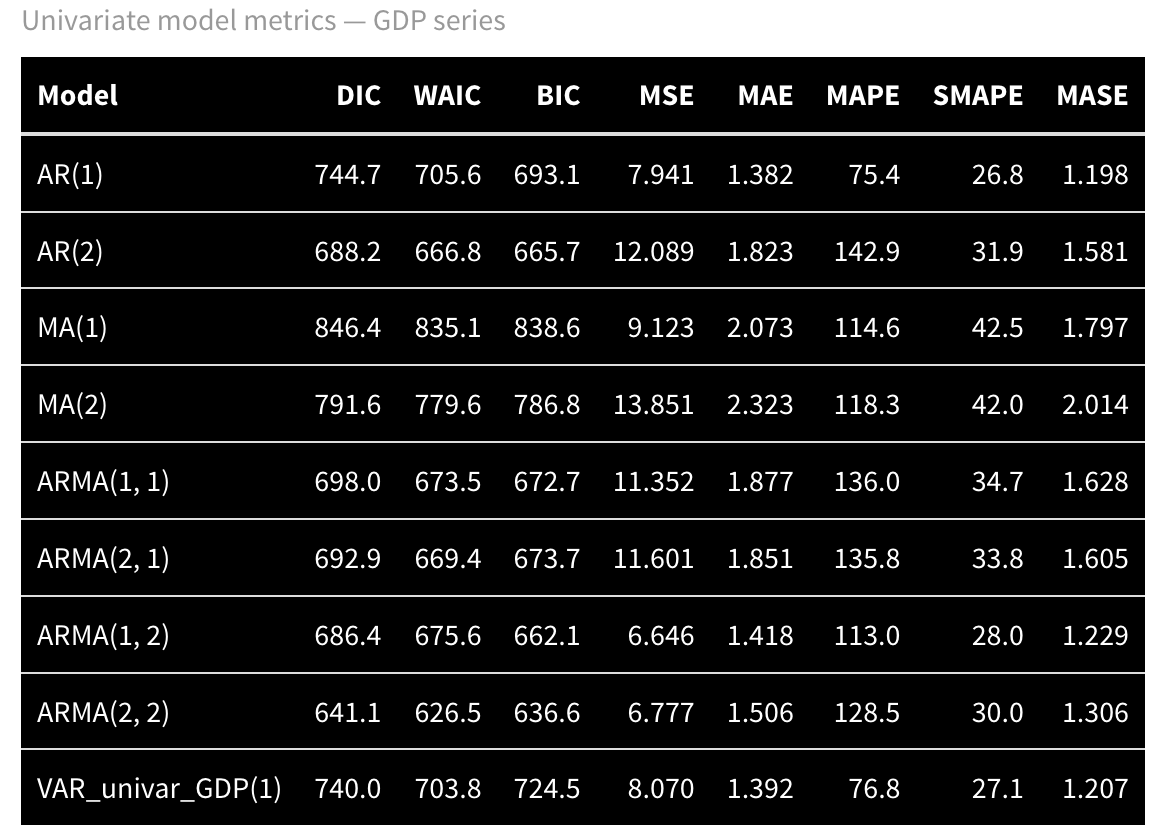 Univariate model metrics — GDP series
Model DIC WAIC BIC MSE MAE MAPE SMAPE MASE
AR(1) 744.7 705.6 693.1 7.941 1.382 75.4 26.8 1.198
AR(2) 688.2 666.8 665.7 12.089 1.823 142.9 31.9 1.581
MA(1) 846.4 835.1 838.6 9.123 2.073 114.6 42.5 1.797
MA(2) 791.6 779.6 786.8 13.851 2.323 118.3 42.0 2.014
ARMA(1, 1) 698.0 673.5 672.7 11.352 1.877 136.0 34.7 1.628
ARMA(2, 1) 692.9 669.4 673.7 11.601 1.851 135.8 33.8 1.605
ARMA(1, 2) 686.4 675.6 662.1 6.646 1.418 113.0 28.0 1.229
ARMA(2, 2) 641.1 626.5 636.6 6.777 1.506 128.5 30.0 1.306
VAR_univar_GDP(1) 740.0 703.8 724.5 8.070 1.392 76.8 27.1 1.207